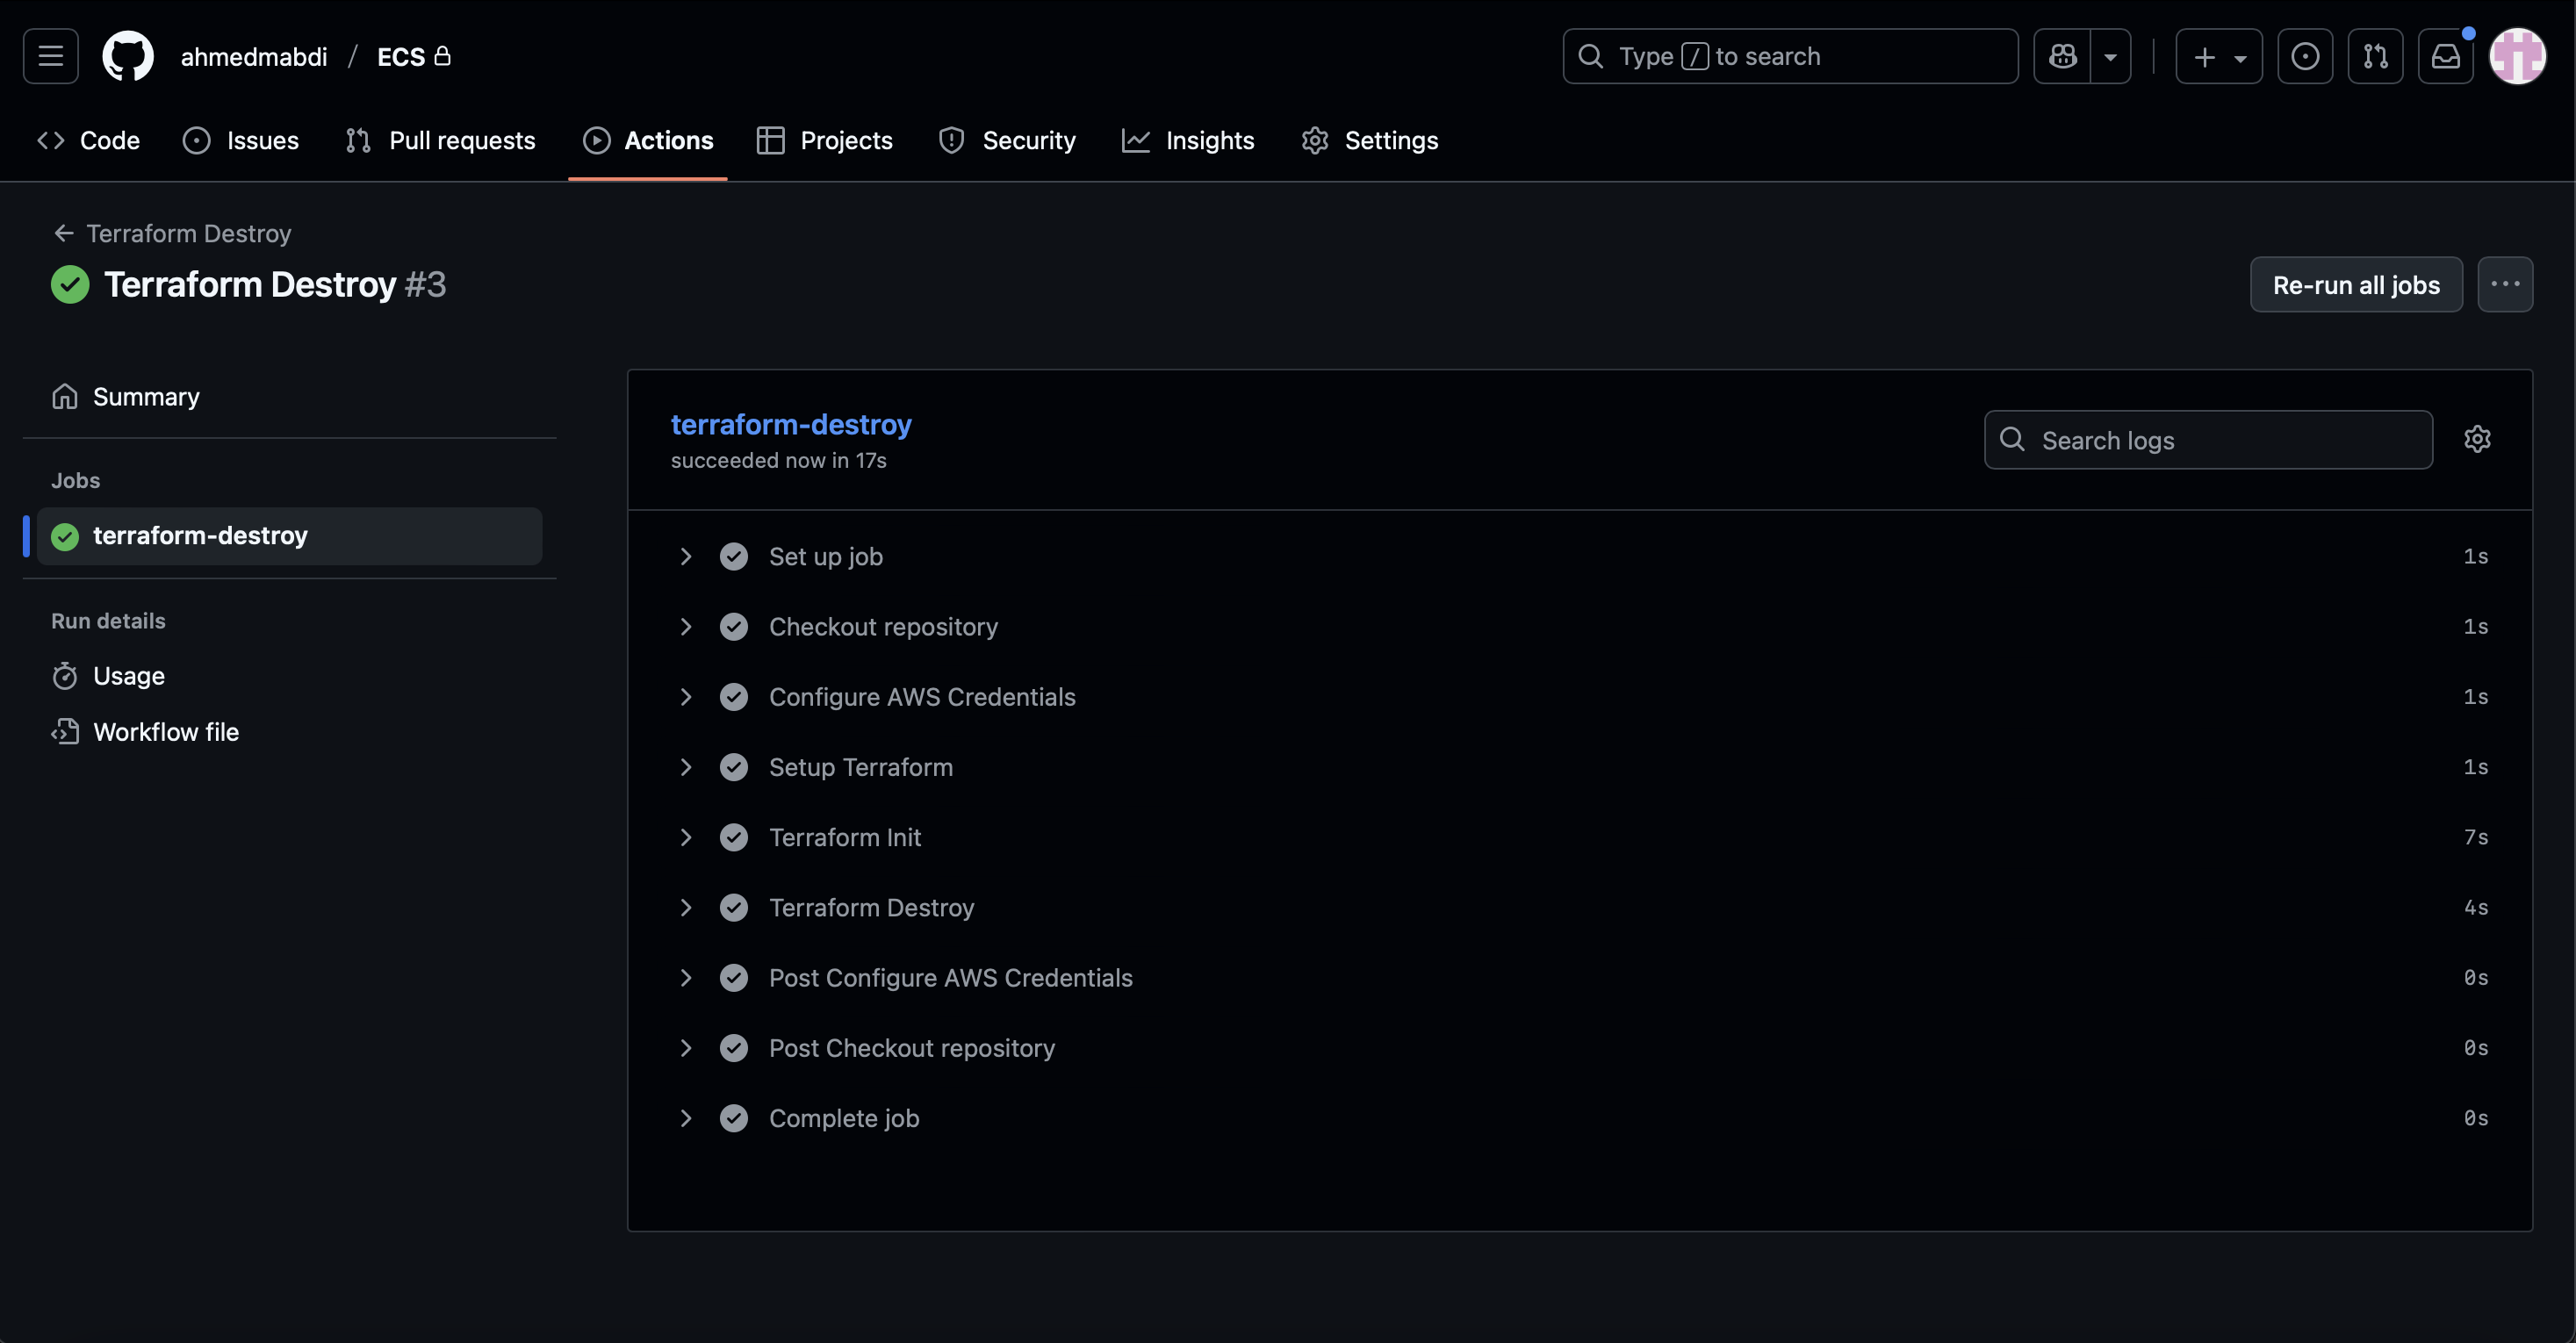 ahmedmabdi / ECS
Type / to search
Code Issues Pull requests Actions Projects Security Insights Settings
Terraform Destroy
Terraform Destroy #3
Re-run all jobs
Summary
Jobs
terraform-destroy
Run details
Usage
Workflow file
terraform-destroy
succeeded now in 17s
Search logs
Set up job 1s
Checkout repository 1s
Configure AWS Credentials 1s
Setup Terraform 1s
Terraform Init 7s
Terraform Destroy 4s
Post Configure AWS Credentials 0s
Post Checkout repository 0s
Complete job 0s